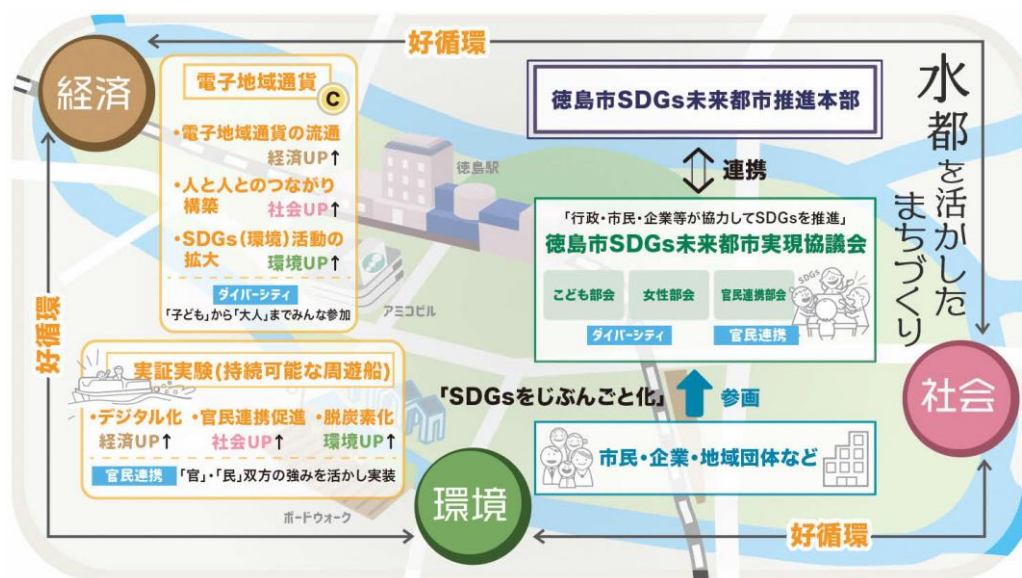 好循環
経済
電子地域通貨
C
・電子地域通貨の流通
経済UP↑
・人と人とのつながり
構築 社会UP↑
・SDGs(環境)活動の
拡大 環境UP↑
ダイバーシティ
「子ども」から「大人」までみんな参加
徳島駅
アミコビル
徳島市SDGs未来都市推進本部
連携
「行政・市民・企業等が協力してSDGsを推進」
徳島市SDGs未来都市実現協議会
こども部会 女性部会 官民連携部会
SDGs
ダイバーシティ 官民連携
水都を活かした
まちづくり
好循環
実証実験(持続可能な周遊船)
・デジタル化 ・官民連携促進 ・脱炭素化
経済UP↑ 社会UP↑ 環境UP↑
官民連携 「官」・「民」双方の強みを活かし実装
ボードウォーク
「SDGsをじぶんごと化」 参画
市民・企業・地域団体など
社会
環境
好循環